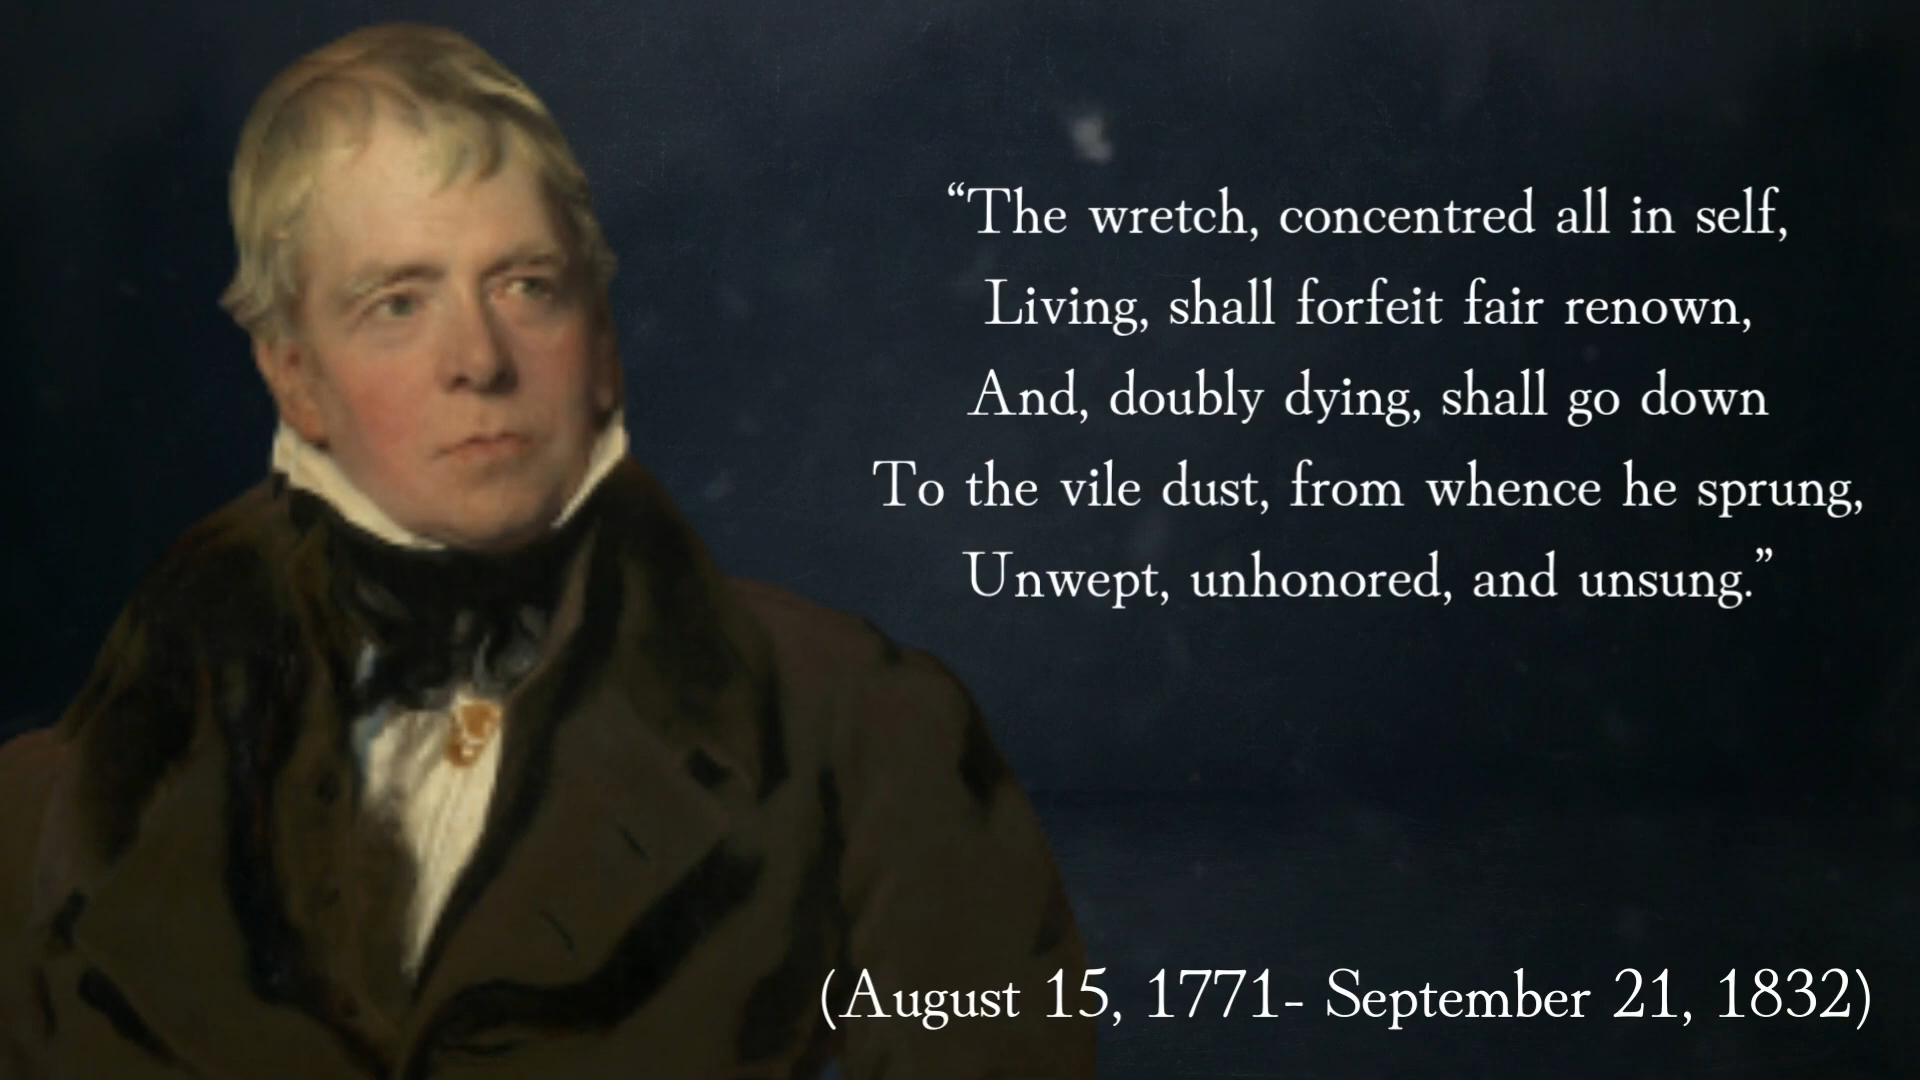 “The wretch, concentred all in self,
Living, shall forfeit fair renown,
And, doubly dying, shall go down
To the vile dust, from whence he sprung,
Unwept, unhonored, and unsung.”
(August 15, 1771- September 21, 1832)